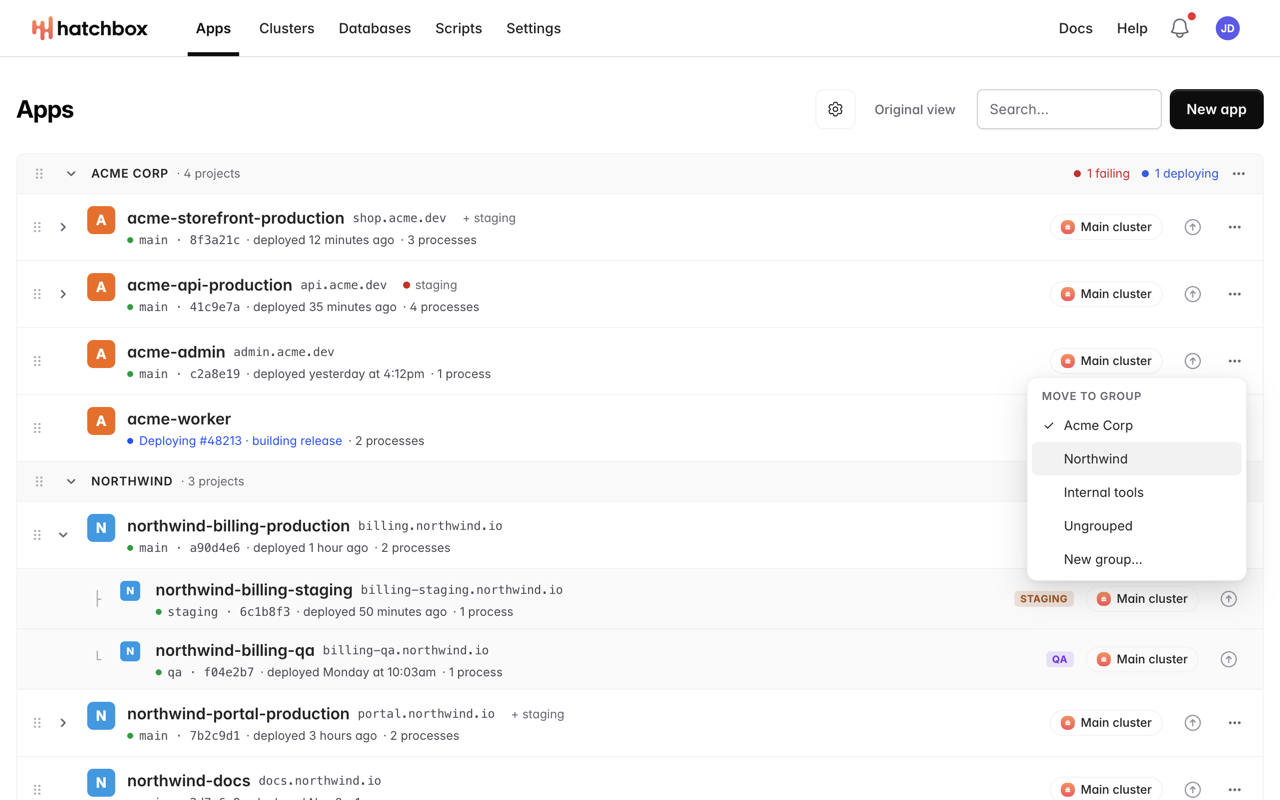 hatchbox Apps Clusters Databases Scripts Settings Docs Help JD
Apps Original view Search... New app
ACME CORP · 4 projects 1 failing 1 deploying
A acme-storefront-production shop.acme.dev + staging Main cluster
main · 8f3a21c · deployed 12 minutes ago · 3 processes
A acme-api-production api.acme.dev staging Main cluster
main · 41c9e7a · deployed 35 minutes ago · 4 processes
A acme-admin admin.acme.dev Main cluster
main · c2a8e19 · deployed yesterday at 4:12pm · 1 process
A acme-worker
Deploying #48213 · building release · 2 processes
MOVE TO GROUP
Acme Corp
Northwind
Internal tools
Ungrouped
New group...
NORTHWIND · 3 projects
N northwind-billing-production billing.northwind.io
main · a90d4e6 · deployed 1 hour ago · 2 processes
N northwind-billing-staging billing-staging.northwind.io STAGING Main cluster
staging · 6c1b8f3 · deployed 50 minutes ago · 1 process
N northwind-billing-qa billing-qa.northwind.io QA Main cluster
qa · f04e2b7 · deployed Monday at 10:03am · 1 process
N northwind-portal-production portal.northwind.io + staging Main cluster
main · 7b2c9d1 · deployed 3 hours ago · 2 processes
N northwind-docs docs.northwind.io Main cluster